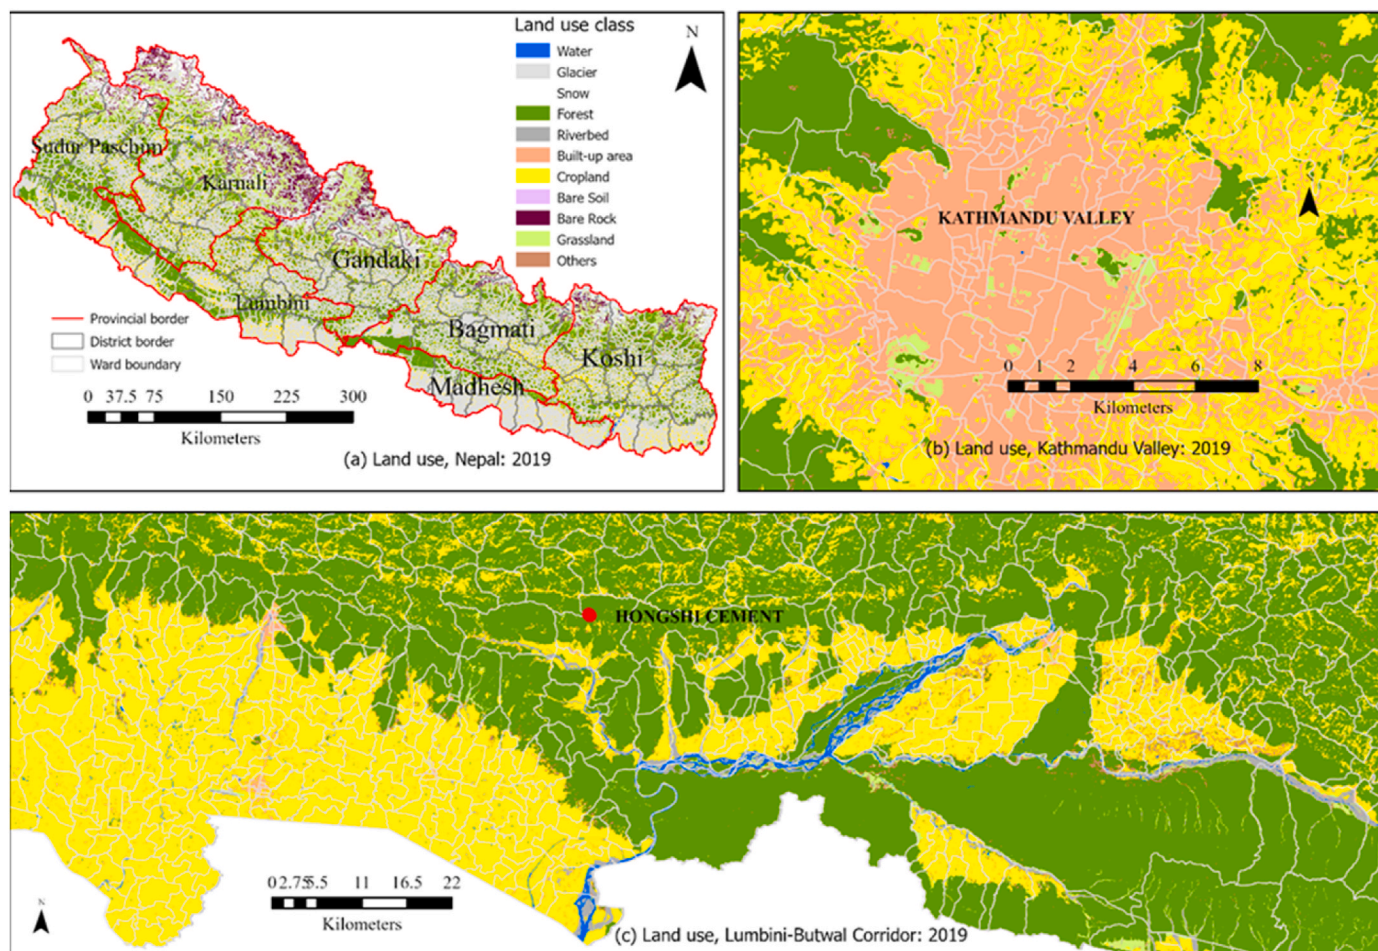 Land use class
N
Water
Glacier
Snow
Forest
Riverbed
Built-up area
Cropland
Bare Soil
Bare Rock
Grassland
Others
Sudur Paschim
Karnali
Gandaki
Lumbini
Bagmati
Koshi
Madhesh
Provincial border
District border
Ward boundary
0 37.5 75 150 225 300
Kilometers
(a) Land use, Nepal: 2019
KATHMANDU VALLEY
0 1 2 4 6 8
Kilometers
(b) Land use, Kathmandu Valley: 2019
HONGSHI CEMENT
0 2.75 5.5 11 16.5 22
Kilometers
N
(c) Land use, Lumbini-Butwal Corridor: 2019